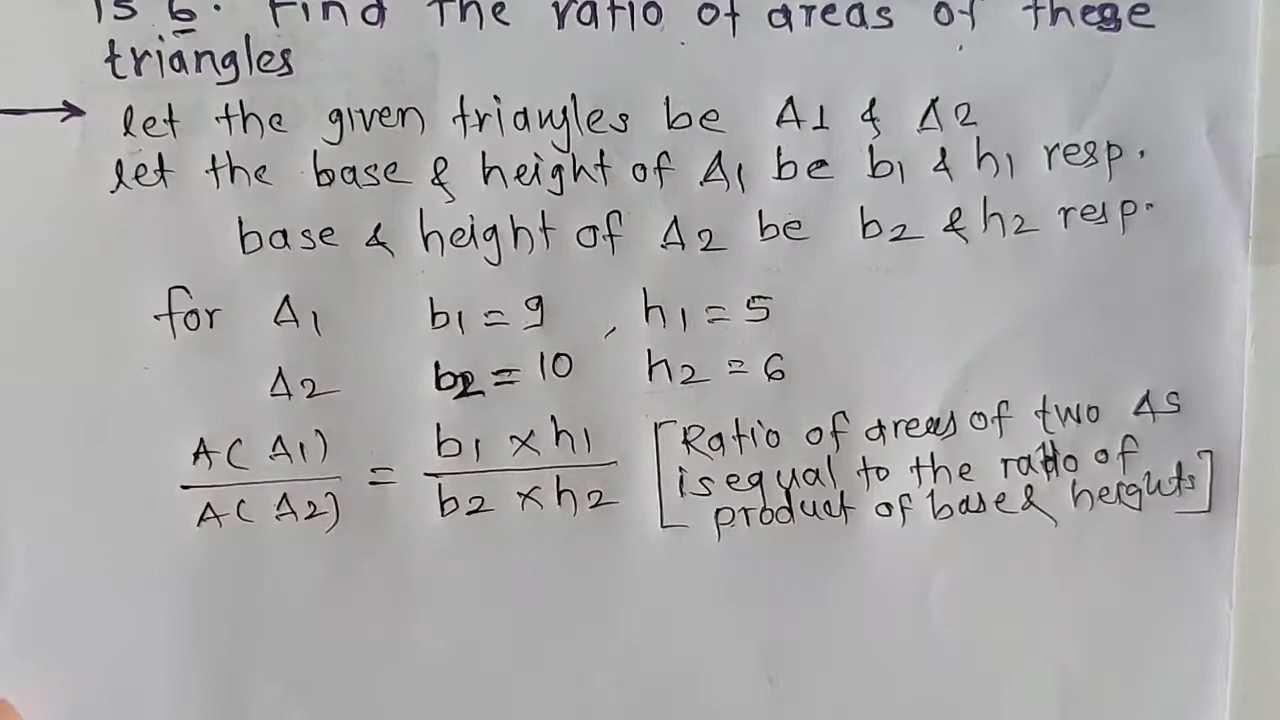 is 6. Find the ratio of areas of these
triangles
→ let the given triangles be Δ1 & Δ2
let the base & height of Δ1 be b1 & h1 resp.
base & height of Δ2 be b2 & h2 resp.
for Δ1 b1 = 9 , h1 = 5
Δ2 b2 = 10 h2 = 6
A(Δ1) / A(Δ2) = b1 × h1 / b2 × h2 [Ratio of areas of two Δs
is equal to the ratio of
product of base & heights]